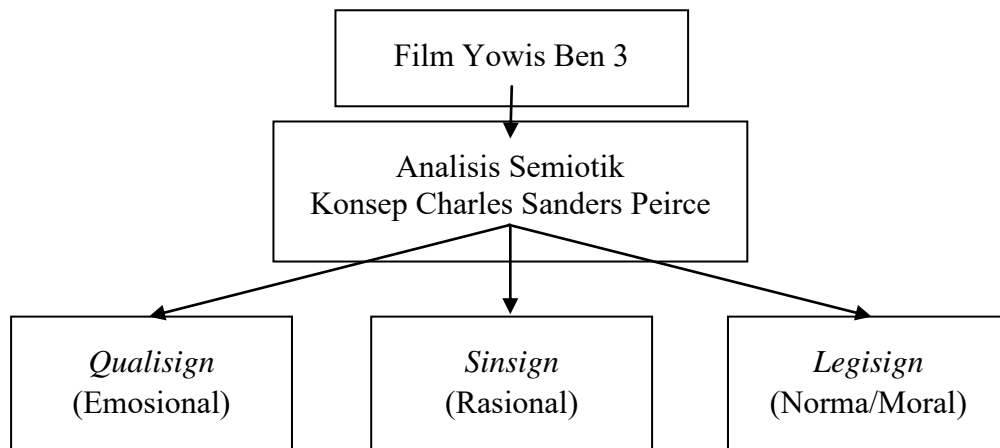 Film Yowis Ben 3
Analisis Semiotik
Konsep Charles Sanders Peirce
Qualisign
(Emosional)
Sinsign
(Rasional)
Legisign
(Norma/Moral)